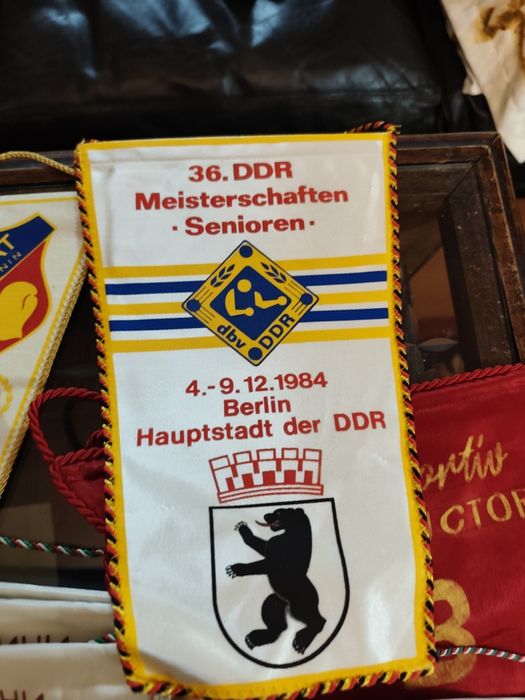 36. DDR
Meisterschaften
· Senioren ·
dbv DDR
4.-9.12.1984
Berlin
Hauptstadt der DDR